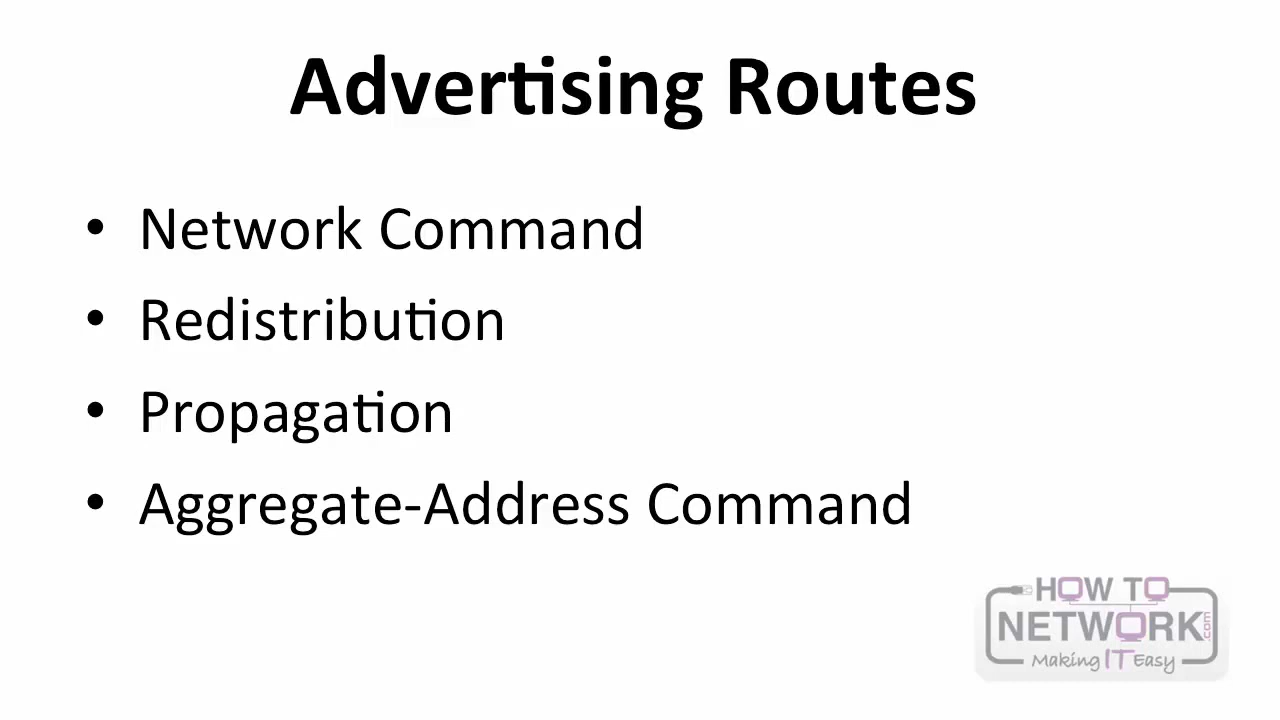 Advertising Routes
• Network Command
• Redistribution
• Propagation
• Aggregate-Address Command
HOW TO
NETWORK.com
Making IT Easy